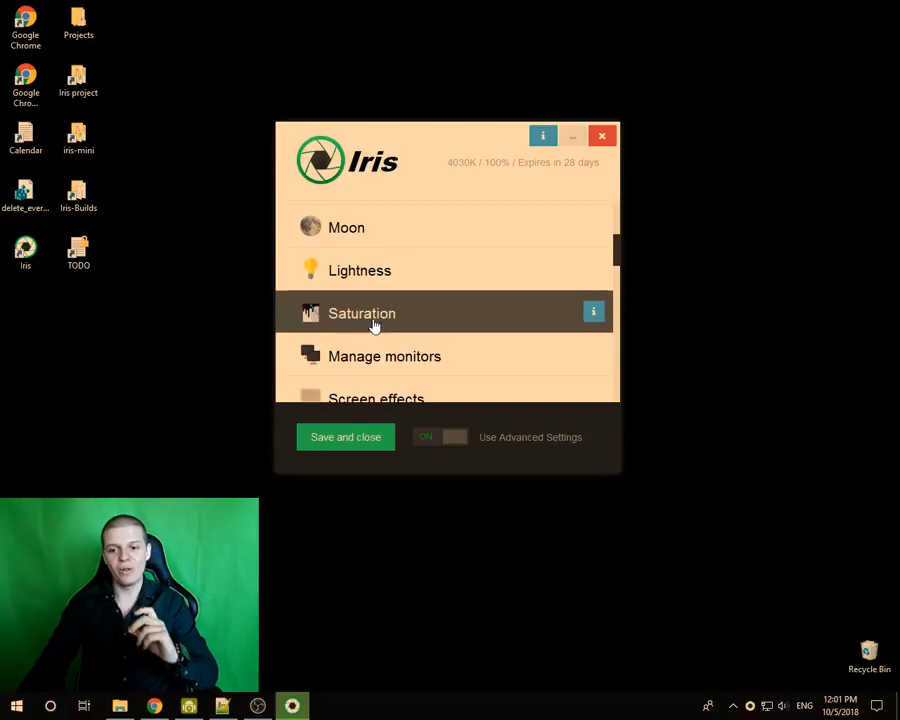 Google
Chrome
Projects
Google
Chro...
Iris project
Calendar
iris-mini
delete_ever...
Iris-Builds
Iris
TODO
Iris
4030K / 100% / Expires in 28 days
Moon
Lightness
Saturation
Manage monitors
Screen effects
Save and close
ON
Use Advanced Settings
Recycle Bin
ENG
12:01 PM
10/5/2018